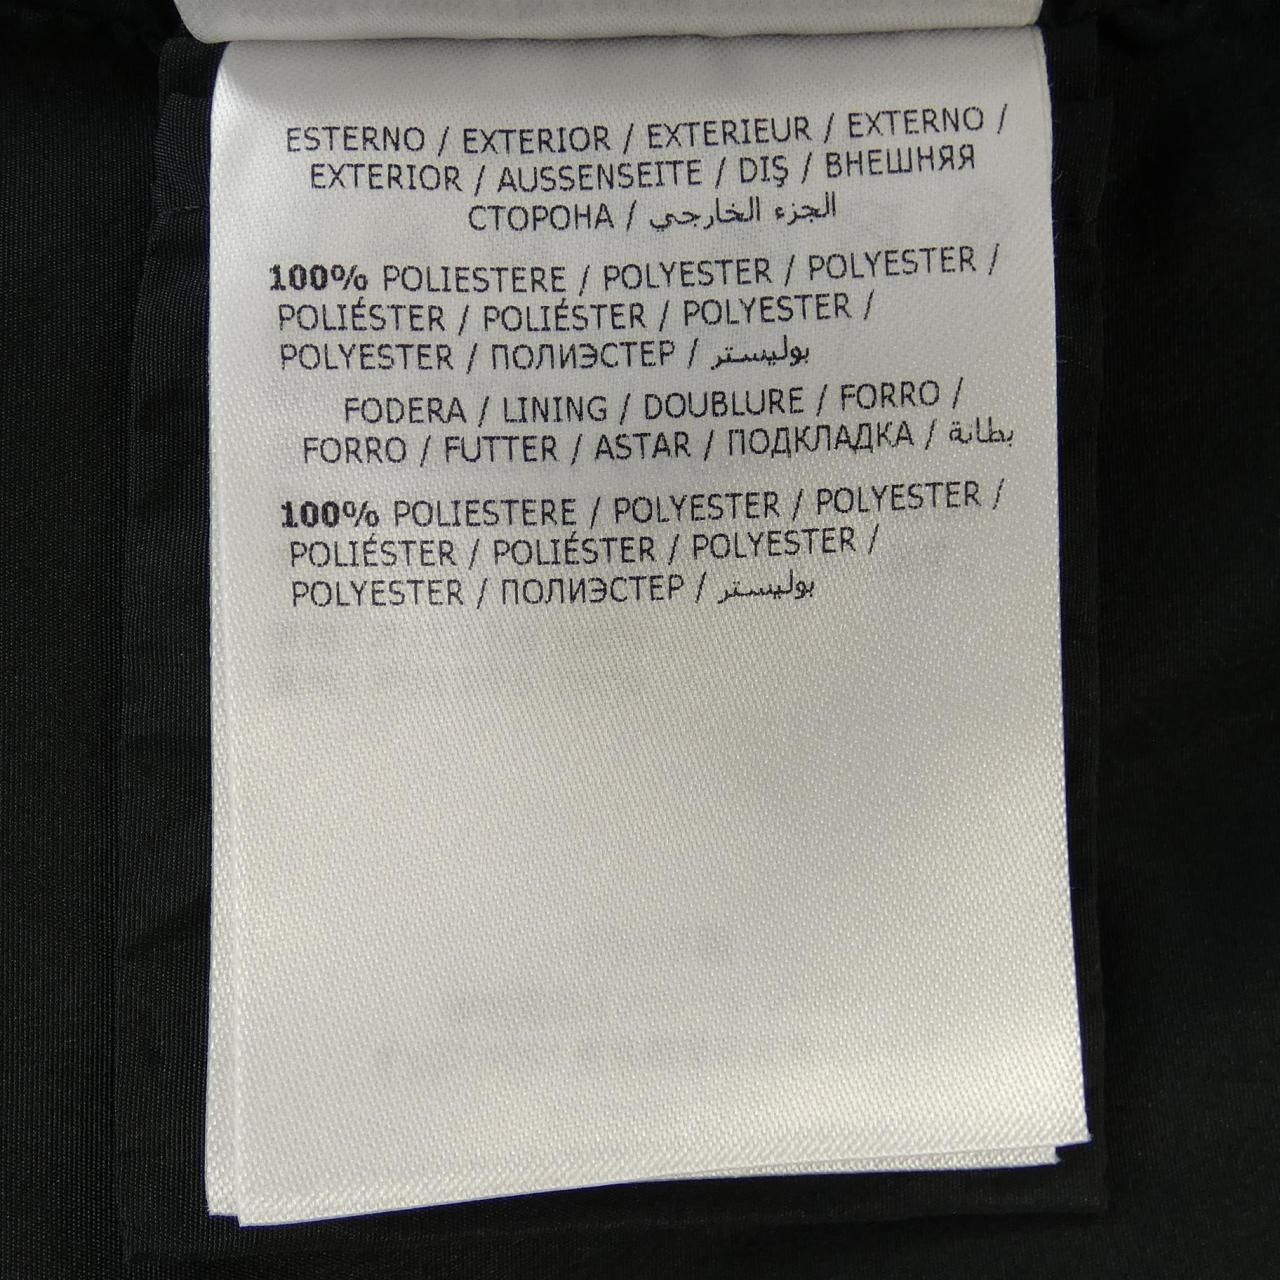 ESTERNO / EXTERIOR / EXTERIEUR / EXTERNO /
EXTERIOR / AUSSENSEITE / DIŞ / ВНЕШНЯЯ
СТОРОНА / الجزء الخارجي
100% POLIESTERE / POLYESTER / POLYESTER /
POLIÉSTER / POLIÉSTER / POLYESTER /
POLYESTER / ПОЛИЭСТЕР / بوليستر
FODERA / LINING / DOUBLURE / FORRO /
FORRO / FUTTER / ASTAR / ПОДКЛАДКА / بطانة
100% POLIESTERE / POLYESTER / POLYESTER /
POLIÉSTER / POLIÉSTER / POLYESTER /
POLYESTER / ПОЛИЭСТЕР / بوليستر